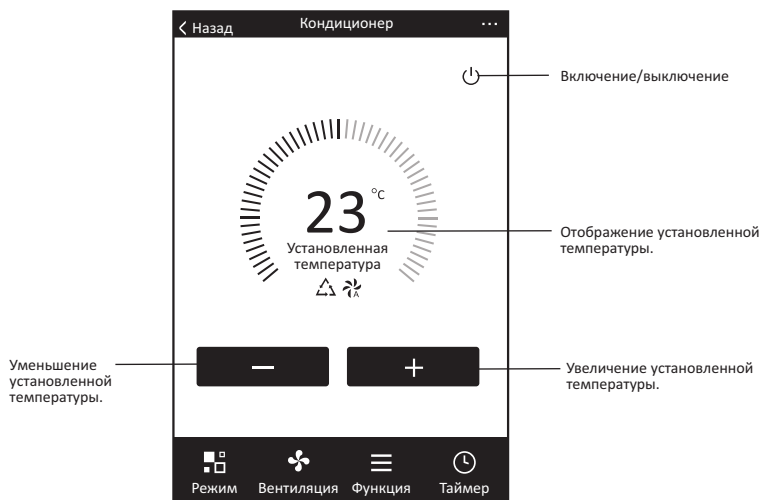 Назад
Кондиционер
...
Включение/выключение
23 °C
Установленная
температура
A
Отображение установленной
температуры.
Уменьшение
установленной
температуры.
−
+
Увеличение установленной
температуры.
Режим
Вентиляция
Функция
Таймер